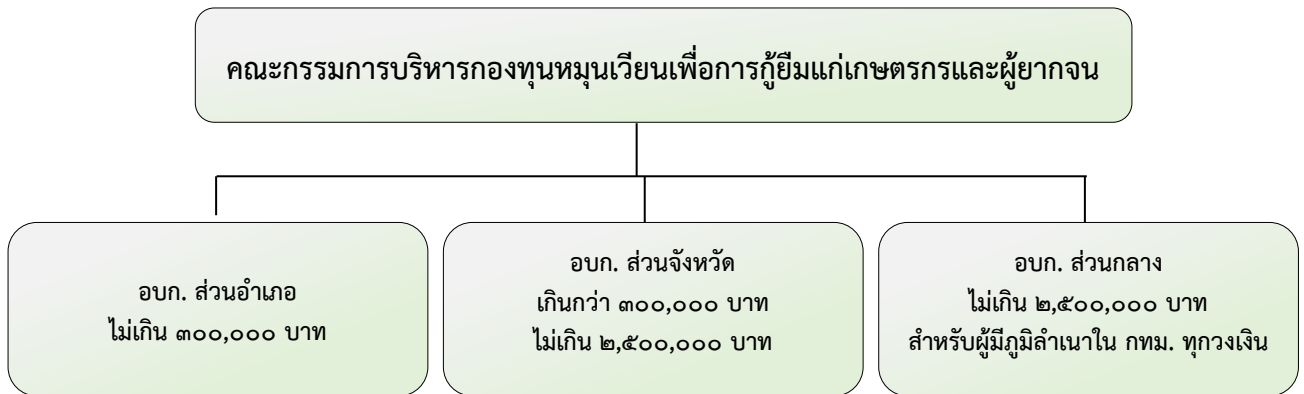 คณะกรรมการบริหารกองทุนหมุนเวียนเพื่อการกู้ยืมแก่เกษตรกรและผู้ยากจน
อบก. ส่วนอำเภอ
ไม่เกิน ๓๐๐,๐๐๐ บาท
อบก. ส่วนจังหวัด
เกินกว่า ๓๐๐,๐๐๐ บาท
ไม่เกิน ๒,๕๐๐,๐๐๐ บาท
อบก. ส่วนกลาง
ไม่เกิน ๒,๕๐๐,๐๐๐ บาท
สำหรับผู้มีภูมิลำเนาใน กทม. ทุกวงเงิน